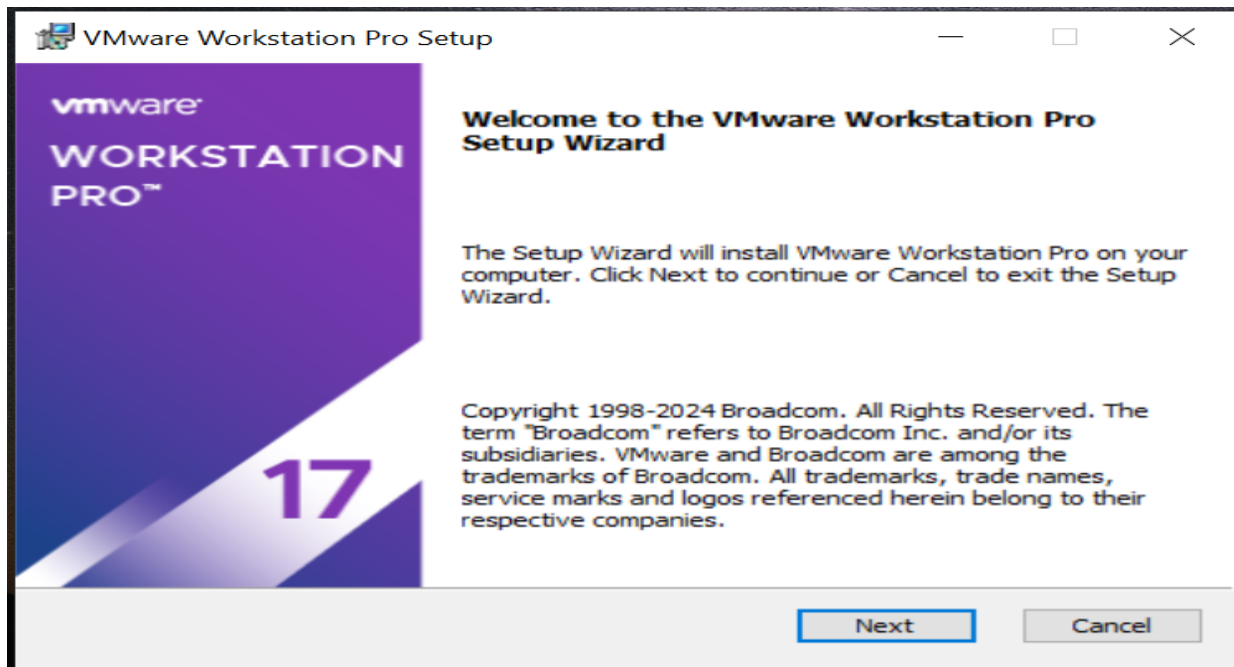 VMware Workstation Pro Setup
vmware
WORKSTATION
PRO™
17
Welcome to the VMware Workstation Pro
Setup Wizard
The Setup Wizard will install VMware Workstation Pro on your
computer. Click Next to continue or Cancel to exit the Setup
Wizard.
Copyright 1998-2024 Broadcom. All Rights Reserved. The
term "Broadcom" refers to Broadcom Inc. and/or its
subsidiaries. VMware and Broadcom are among the
trademarks of Broadcom. All trademarks, trade names,
service marks and logos referenced herein belong to their
respective companies.
Next
Cancel